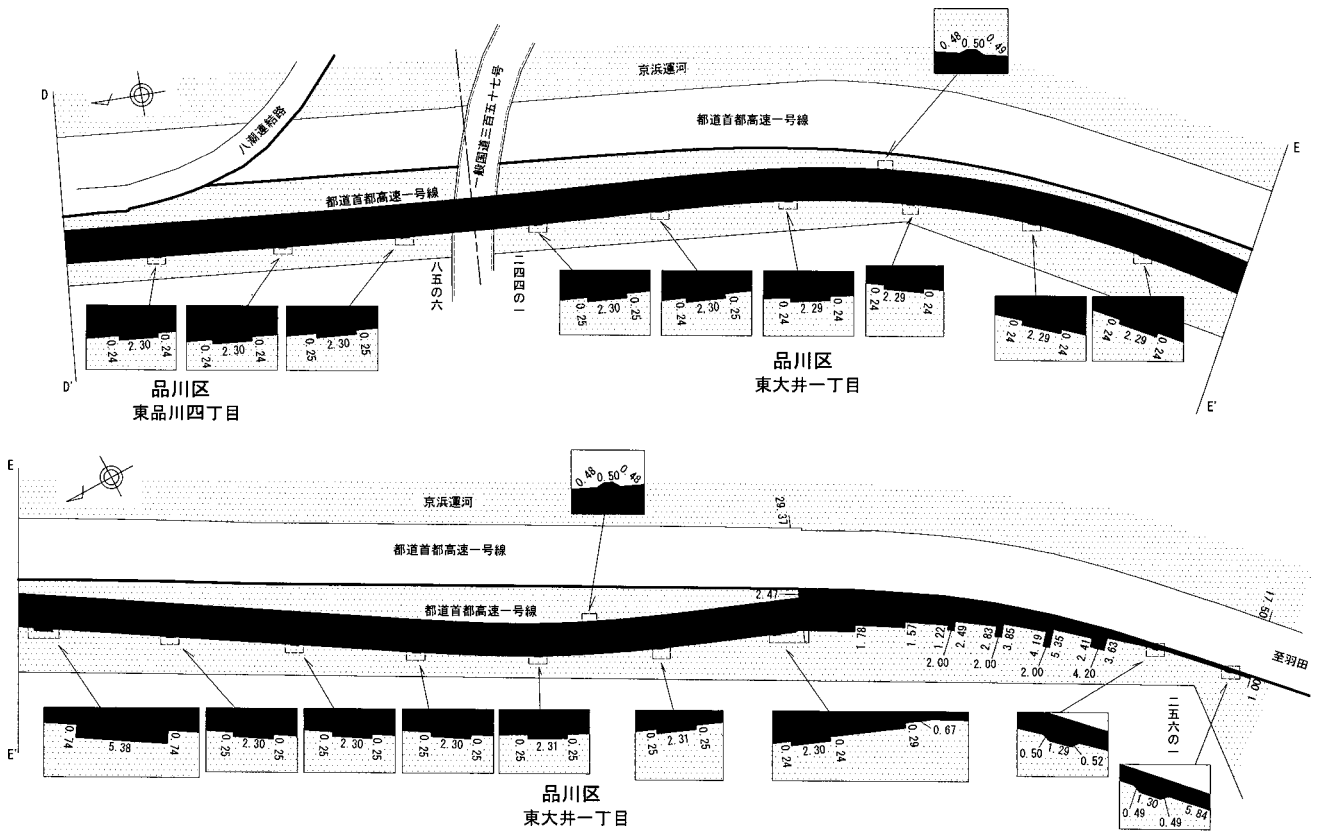 D
京浜運河
0.48 0.50 0.49
八潮連結路
一般国道三百五十七号
都道首都高速一号線
E
都道首都高速一号線
八五の六
二四四の一
0.24 2.30 0.24
0.24 2.30 0.24
0.25 2.30 0.25
0.25 2.30 0.25
0.24 2.30 0.25
0.24 2.29 0.24
0.24 2.29 0.24
0.24 2.29 0.24
0.24 2.29 0.24
D'
品川区
東品川四丁目
品川区
東大井一丁目
E'
E
京浜運河
0.48 0.50 0.48
29.37
都道首都高速一号線
17.50
都道首都高速一号線
2.47
至羽田
1.78
1.57
1.22
2.49
2.00
2.83
3.85
2.00
4.19
5.35
2.00
2.41
3.63
4.20
1.00
二五六の一
E'
0.74 5.38 0.74
0.25 2.30 0.25
0.25 2.30 0.25
0.25 2.30 0.25
0.25 2.31 0.25
0.25 2.31 0.25
0.24 2.30 0.24 0.29 0.67
0.50 1.29 0.52
0.49 1.30 0.49 5.84
品川区
東大井一丁目